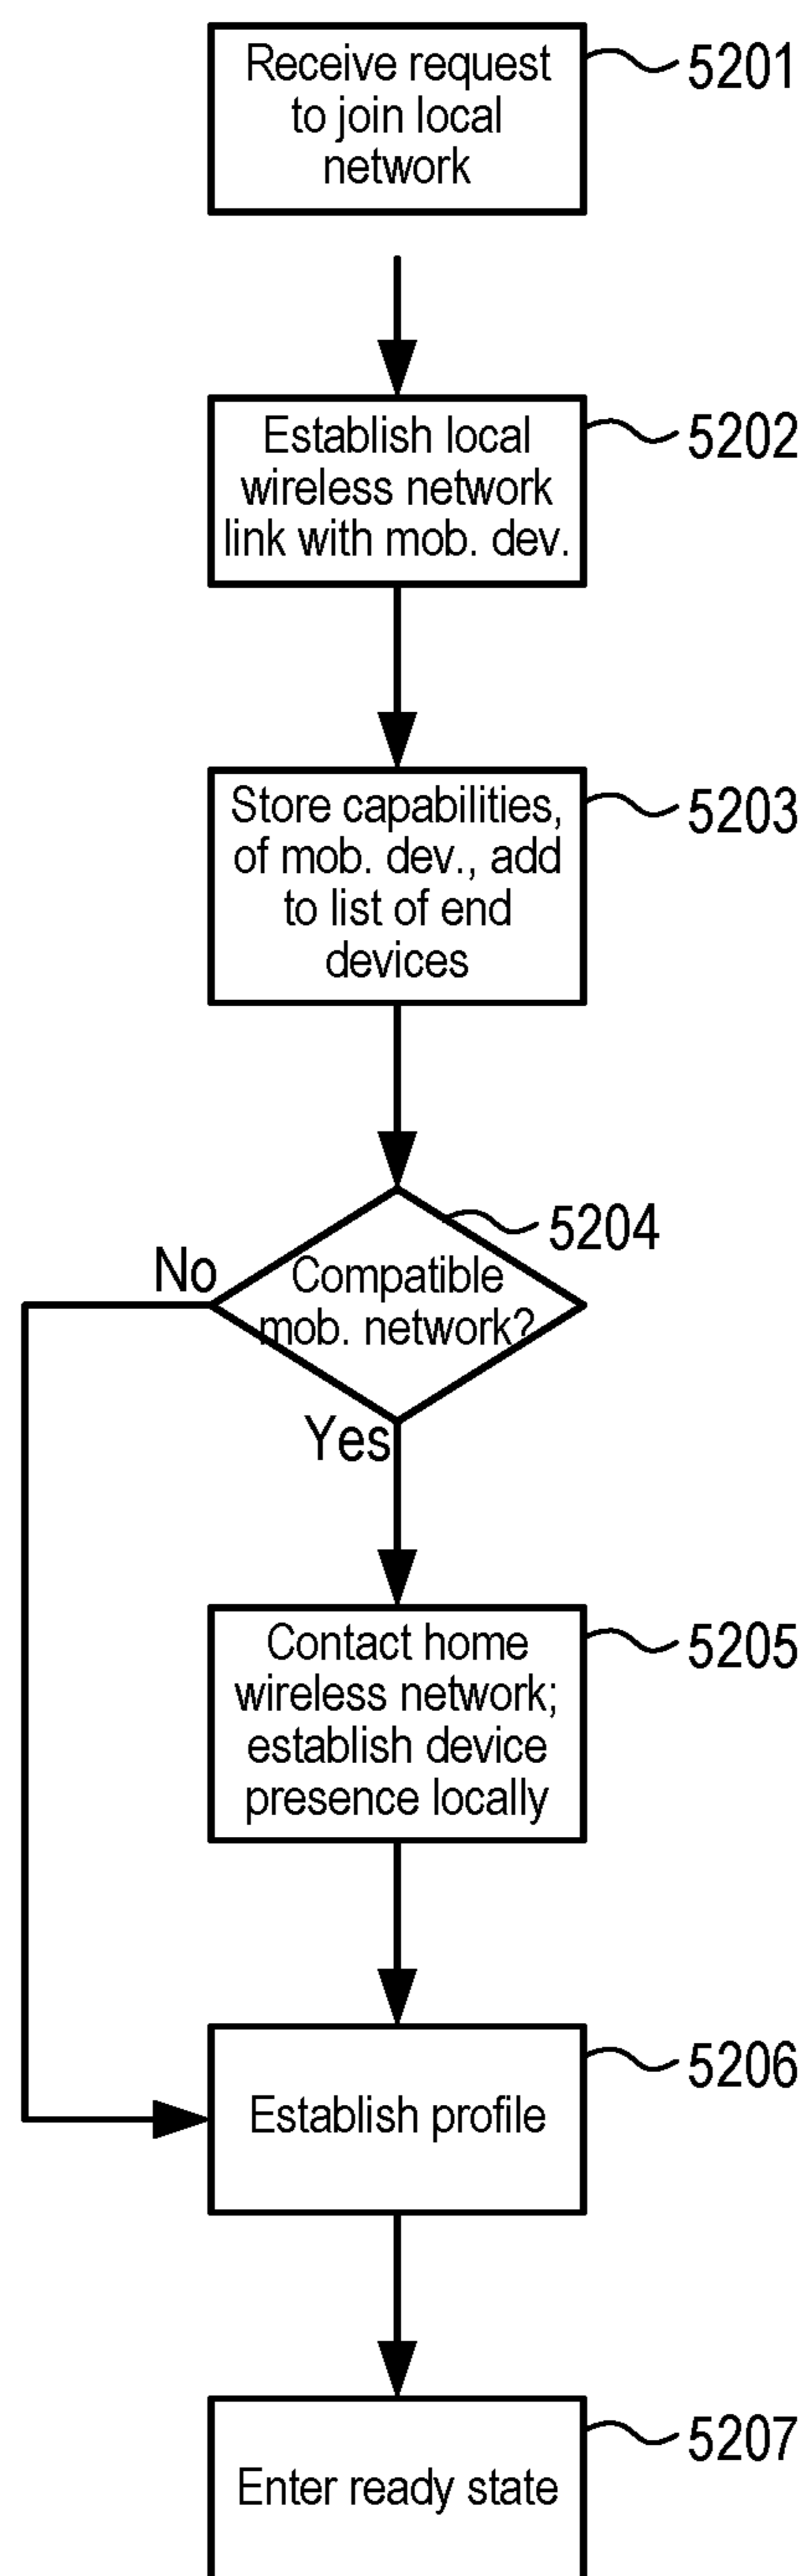 Receive request
to join local
network
5201
Establish local
wireless network
link with mob. dev.
5202
Store capabilities,
of mob. dev., add
to list of end
devices
5203
5204
Compatible
mob. network?
No
Yes
Contact home
wireless network;
establish device
presence locally
5205
Establish profile
5206
Enter ready state
5207